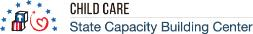 CHILD CARE
State Capacity Building Center